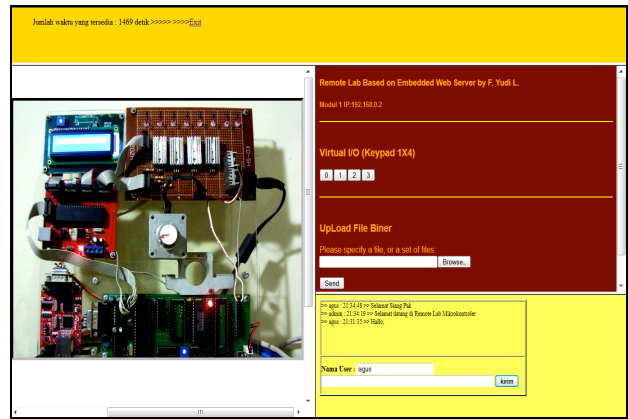 Jumlah waktu yang tersedia : 1469 detik >>>>> >>>>Exit
Remote Lab Based on Embedded Web Server by F. Yudi L.
Modul 1 IP:192.168.0.2
Virtual I/O (Keypad 1X4)
0 1 2 3
UpLoad File Biner
Please specify a file, or a set of files:
Browse..
Send
>> agus : 21:34:48 >> Selamat Siang Pak
>> admin : 21:34:19 >> Selamat datang di Remote Lab Mikrokontroler
>> agus : 21:31:35 >> Hallo,
Nama User : agus
kirim